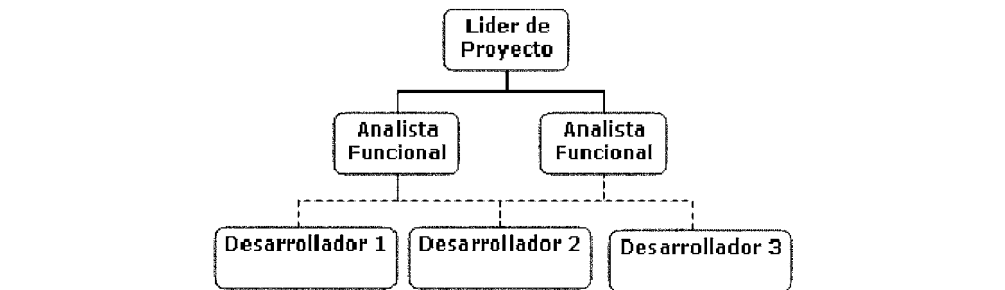 Lider de
Proyecto
Analista
Funcional
Analista
Funcional
Desarrollador 1
Desarrollador 2
Desarrollador 3